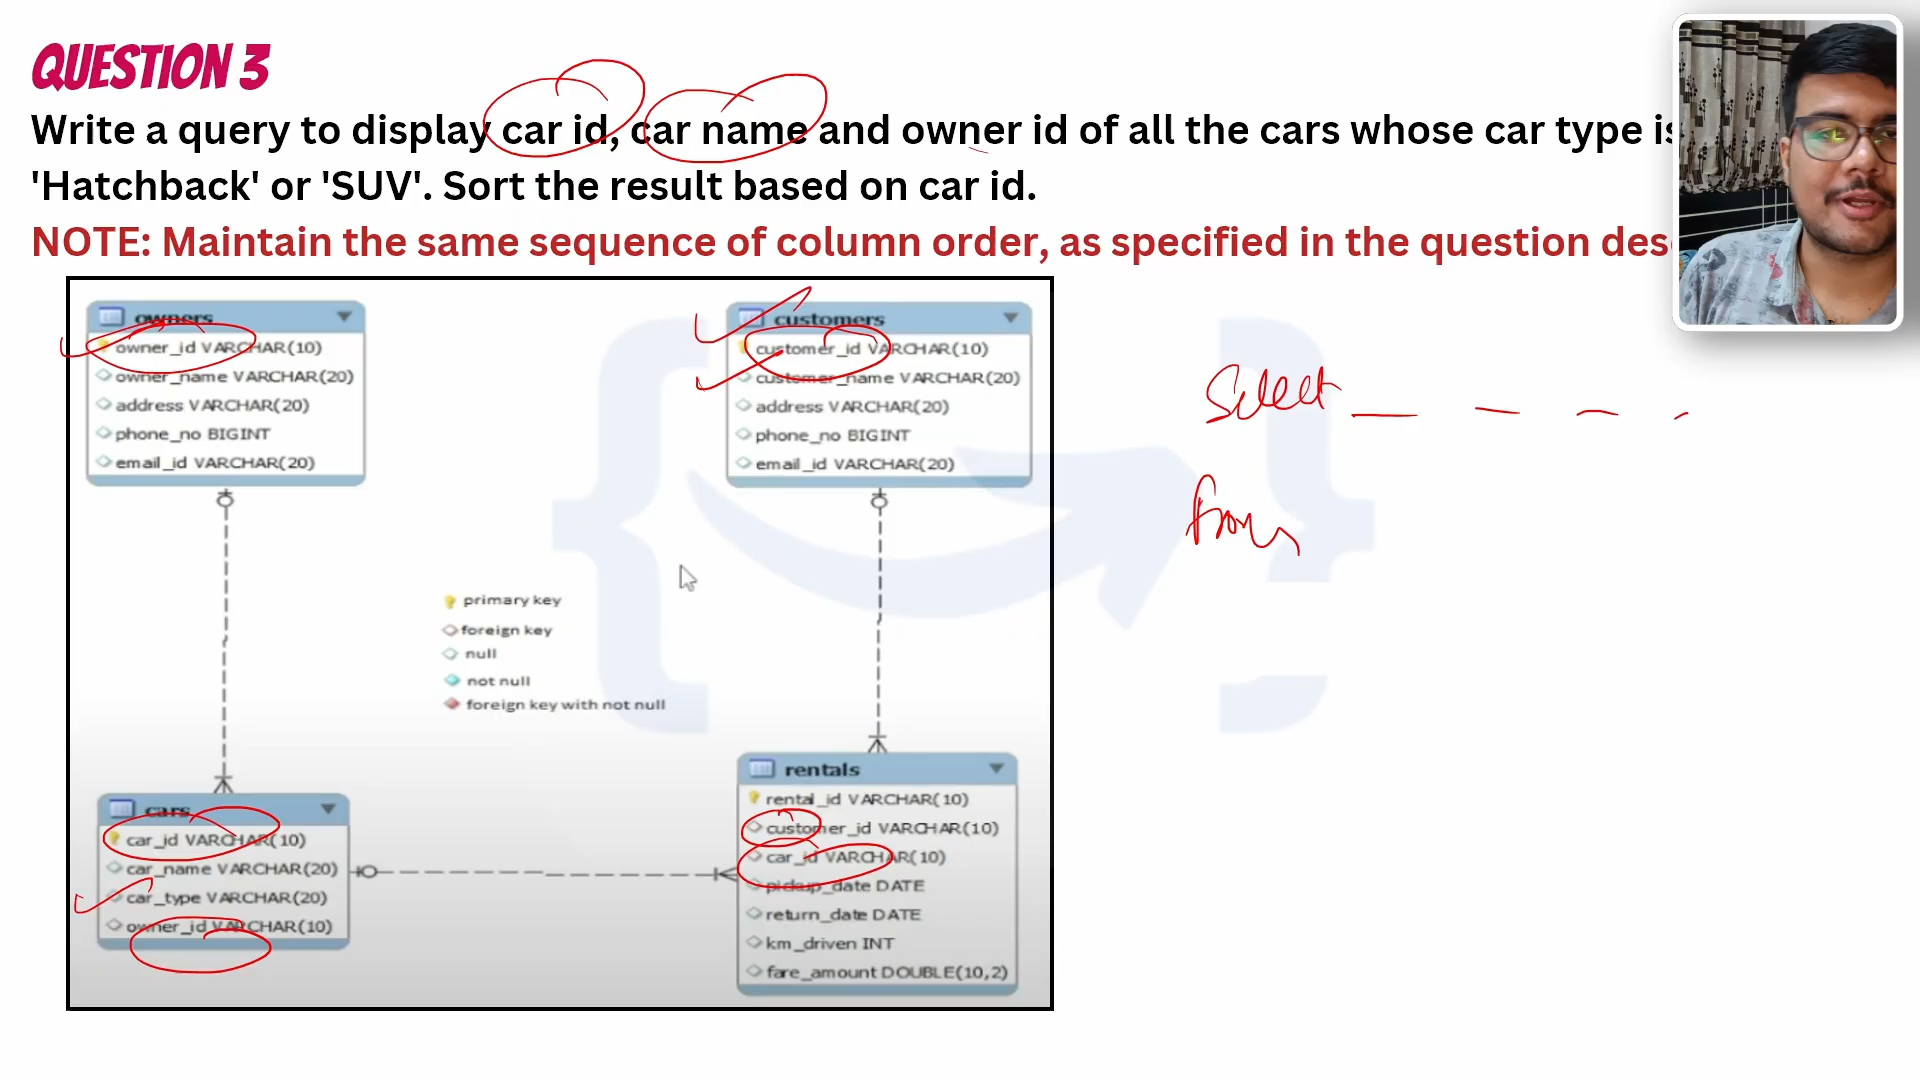 QUESTION 3
Write a query to display car id, car name and owner id of all the cars whose car type is
'Hatchback' or 'SUV'. Sort the result based on car id.
NOTE: Maintain the same sequence of column order, as specified in the question des
owners
owner_id VARCHAR(10)
owner_name VARCHAR(20)
address VARCHAR(20)
phone_no BIGINT
email_id VARCHAR(20)
customers
customer_id VARCHAR(10)
customer_name VARCHAR(20)
address VARCHAR(20)
phone_no BIGINT
email_id VARCHAR(20)
Select
from
primary key
foreign key
null
not null
foreign key with not null
cars
car_id VARCHAR(10)
car_name VARCHAR(20)
car_type VARCHAR(20)
owner_id VARCHAR(10)
rentals
rental_id VARCHAR(10)
customer_id VARCHAR(10)
car_id VARCHAR(10)
pickup_date DATE
return_date DATE
km_driven INT
fare_amount DOUBLE(10,2)